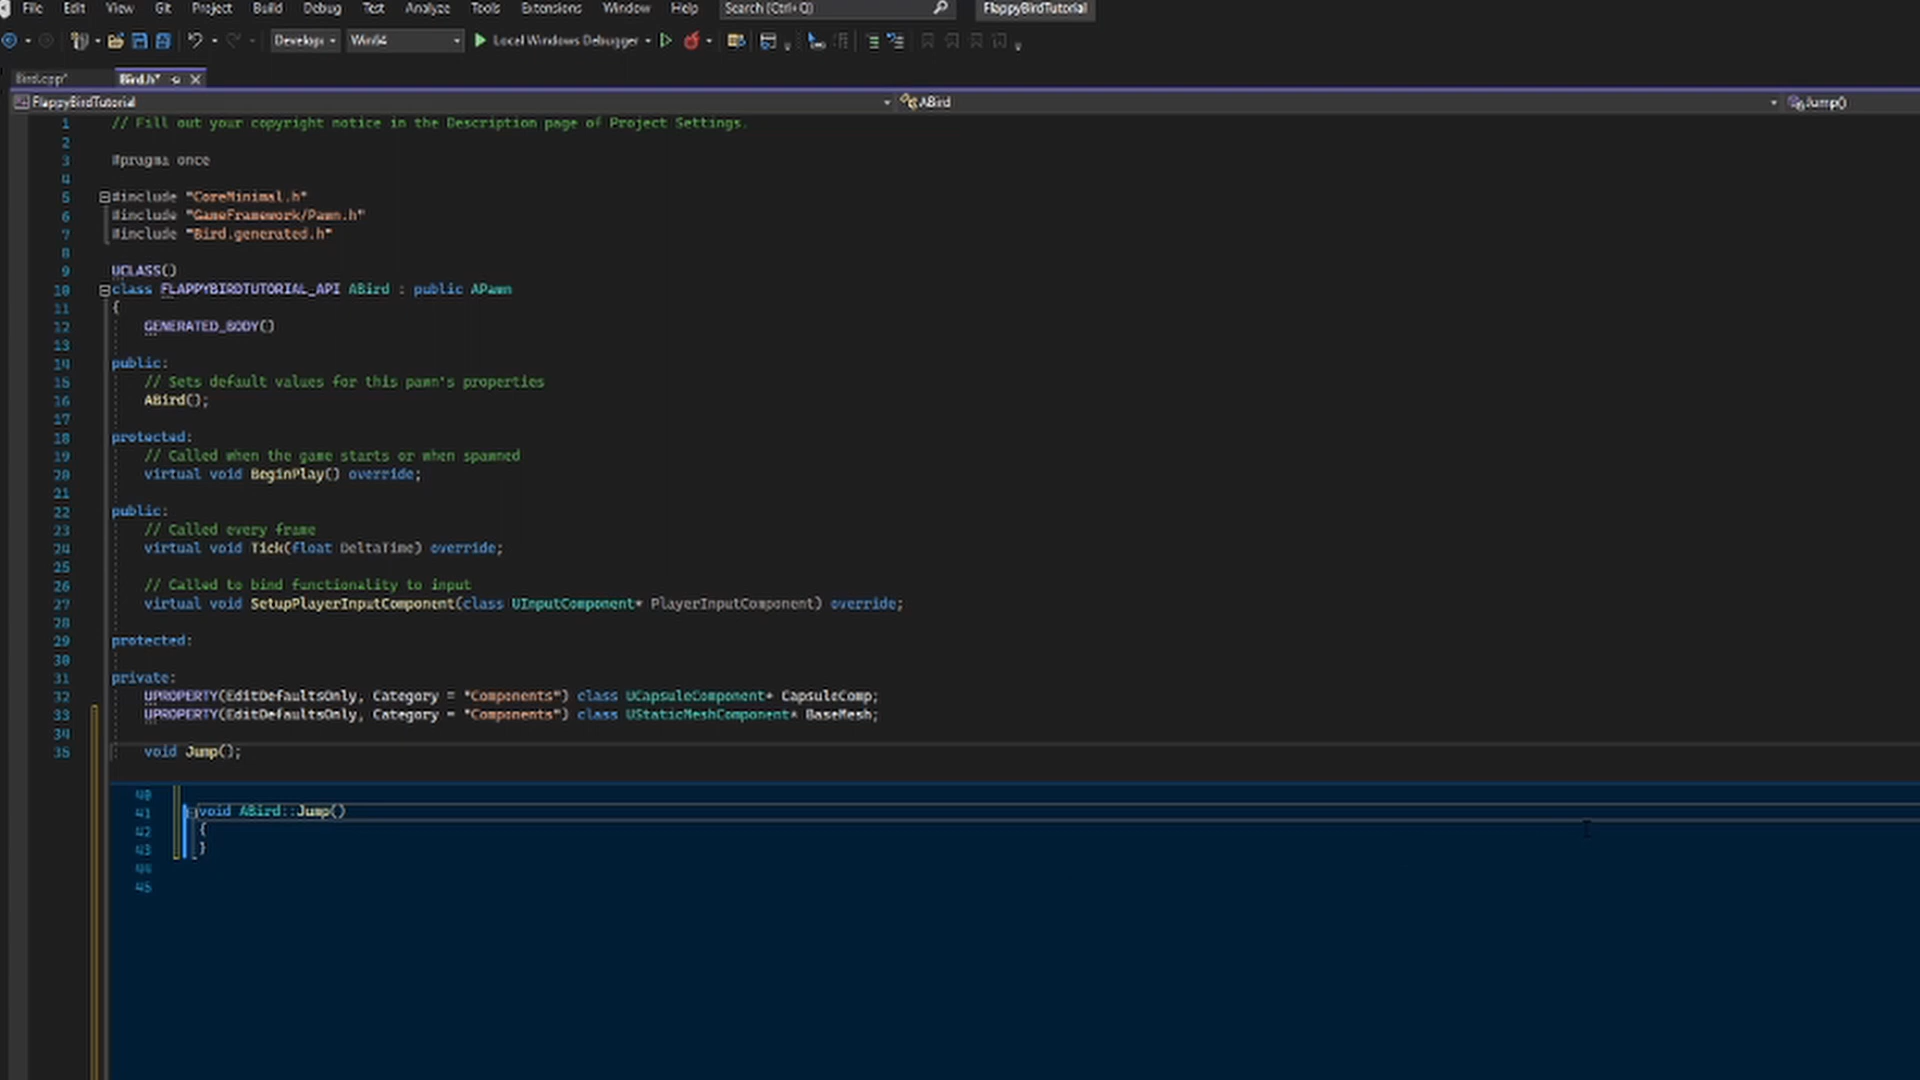 File Edit View Git Project Build Debug Test Analyze Tools Extensions Window Help Search (Ctrl+Q) FlappyBirdTutorial
Develop Win64 Local Windows Debugger
Bird.cpp* Bird.h*
FlappyBirdTutorial ABird Jump()
1 // Fill out your copyright notice in the Description page of Project Settings.
2
3 #pragma once
4
5 #include "CoreMinimal.h"
6 #include "GameFramework/Pawn.h"
7 #include "Bird.generated.h"
8
9 UCLASS()
10 class FLAPPYBIRDTUTORIAL_API ABird : public APawn
11 {
12 GENERATED_BODY()
13
14 public:
15 // Sets default values for this pawn's properties
16 ABird();
17
18 protected:
19 // Called when the game starts or when spawned
20 virtual void BeginPlay() override;
21
22 public:
23 // Called every frame
24 virtual void Tick(float DeltaTime) override;
25
26 // Called to bind functionality to input
27 virtual void SetupPlayerInputComponent(class UInputComponent* PlayerInputComponent) override;
28
29 protected:
30
31 private:
32 UPROPERTY(EditDefaultsOnly, Category = "Components") class UCapsuleComponent* CapsuleComp;
33 UPROPERTY(EditDefaultsOnly, Category = "Components") class UStaticMeshComponent* BaseMesh;
34
35 void Jump();
40
41 void ABird::Jump()
42 {
43 }
44
45